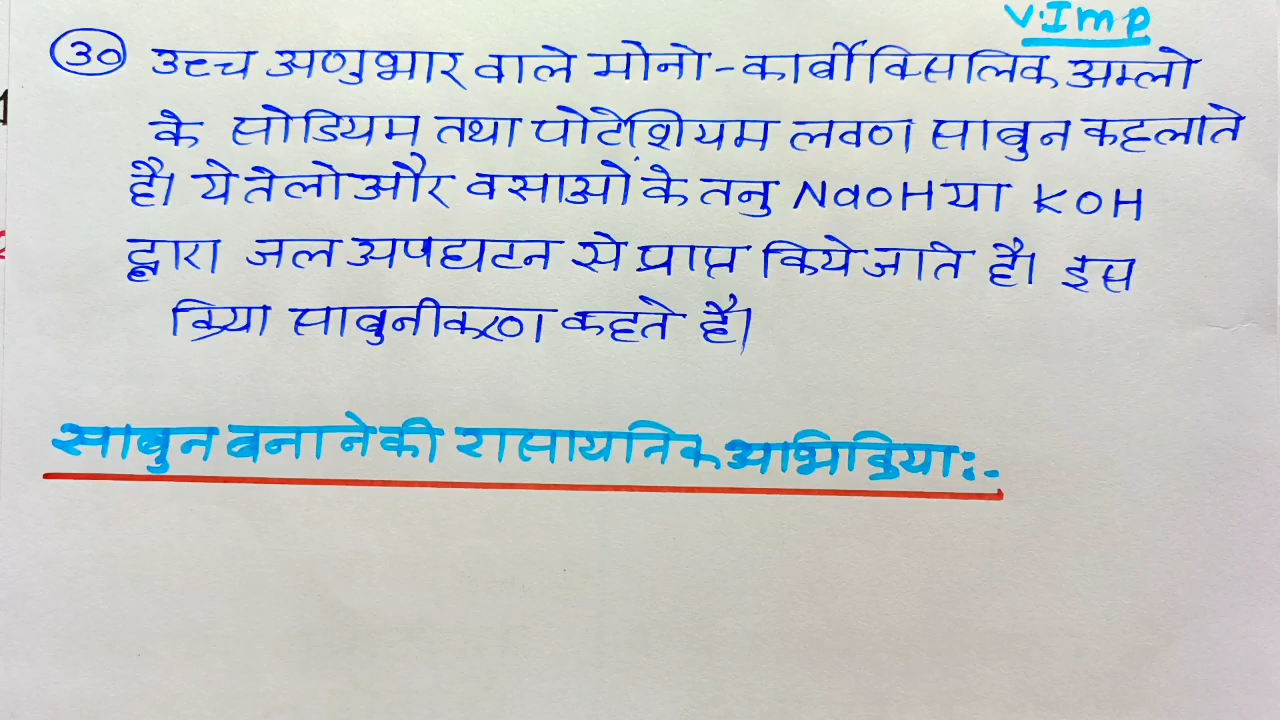 V.Imp
30 उच्च अणुभार वाले मोनो-कार्बोक्सिलिक अम्लो
के सोडियम तथा पोटेशियम लवण साबुन कहलाते
है। ये तेलो और वसाओं के तनु NaOH या KOH
द्वारा जल अपघटन से प्राप्त किये जाते है। इस
क्रिया साबुनीकरण कहते है।
साबुन बनाने की रासायनिक अभिक्रिया:-